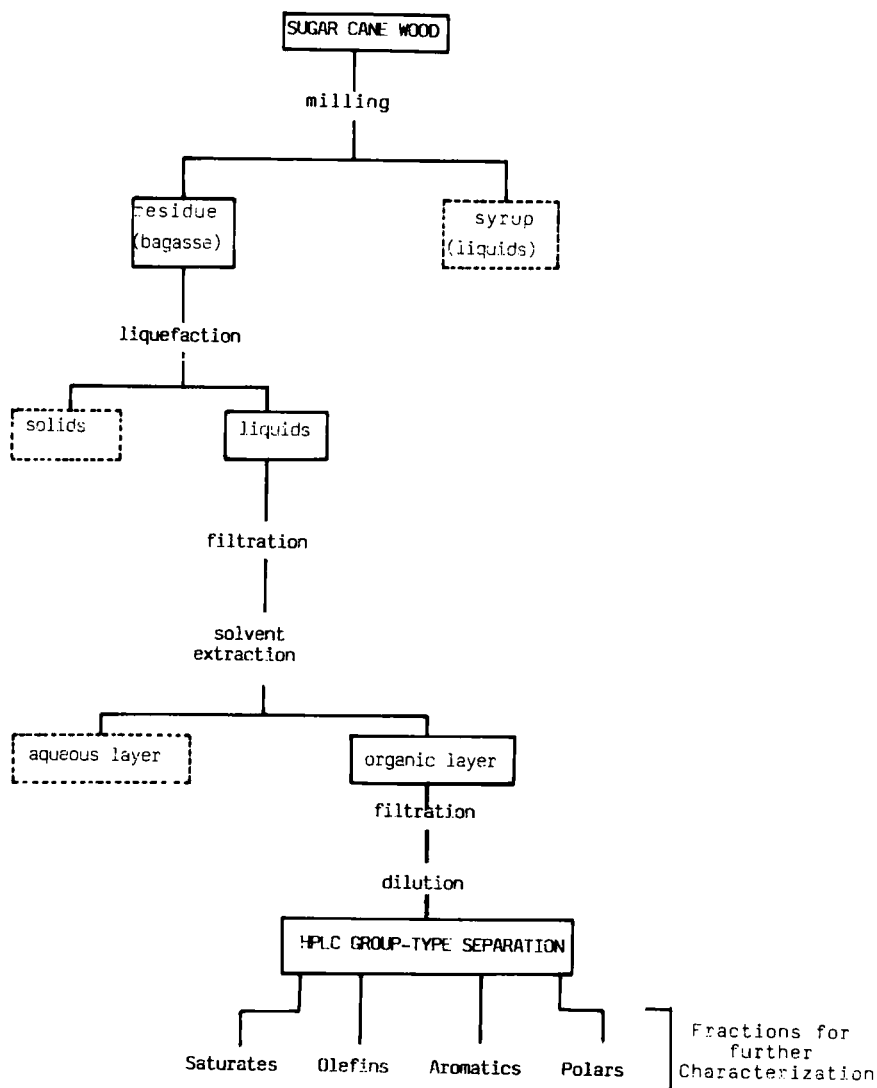 SUGAR CANE WOOD
milling
residue
(bagasse)
syrup
(liquids)
liquefaction
solids
liquids
filtration
solvent
extraction
aqueous layer
organic layer
filtration
dilution
HPLC GROUP-TYPE SEPARATION
Saturates
Olefins
Aromatics
Polars
Fractions for
further
Characterization